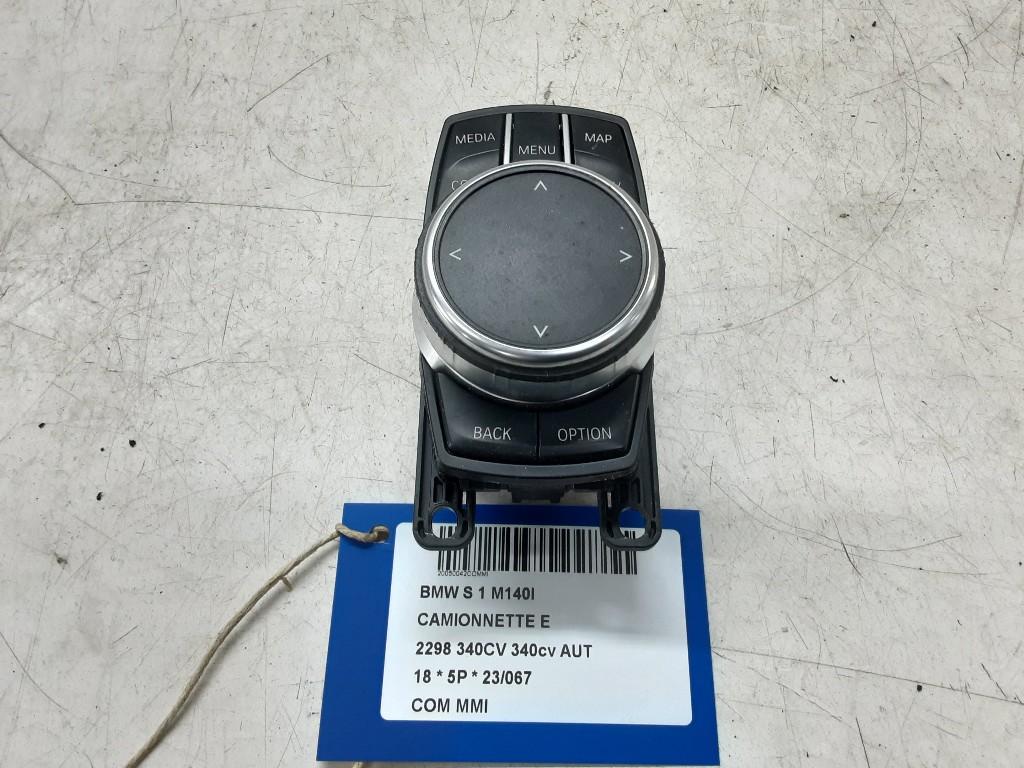 MEDIA
MENU
MAP
BACK
OPTION
20050042COMMI
BMW S 1 M140I
CAMIONNETTE E
2298 340CV 340cv AUT
18 * 5P * 23/067
COM MMI